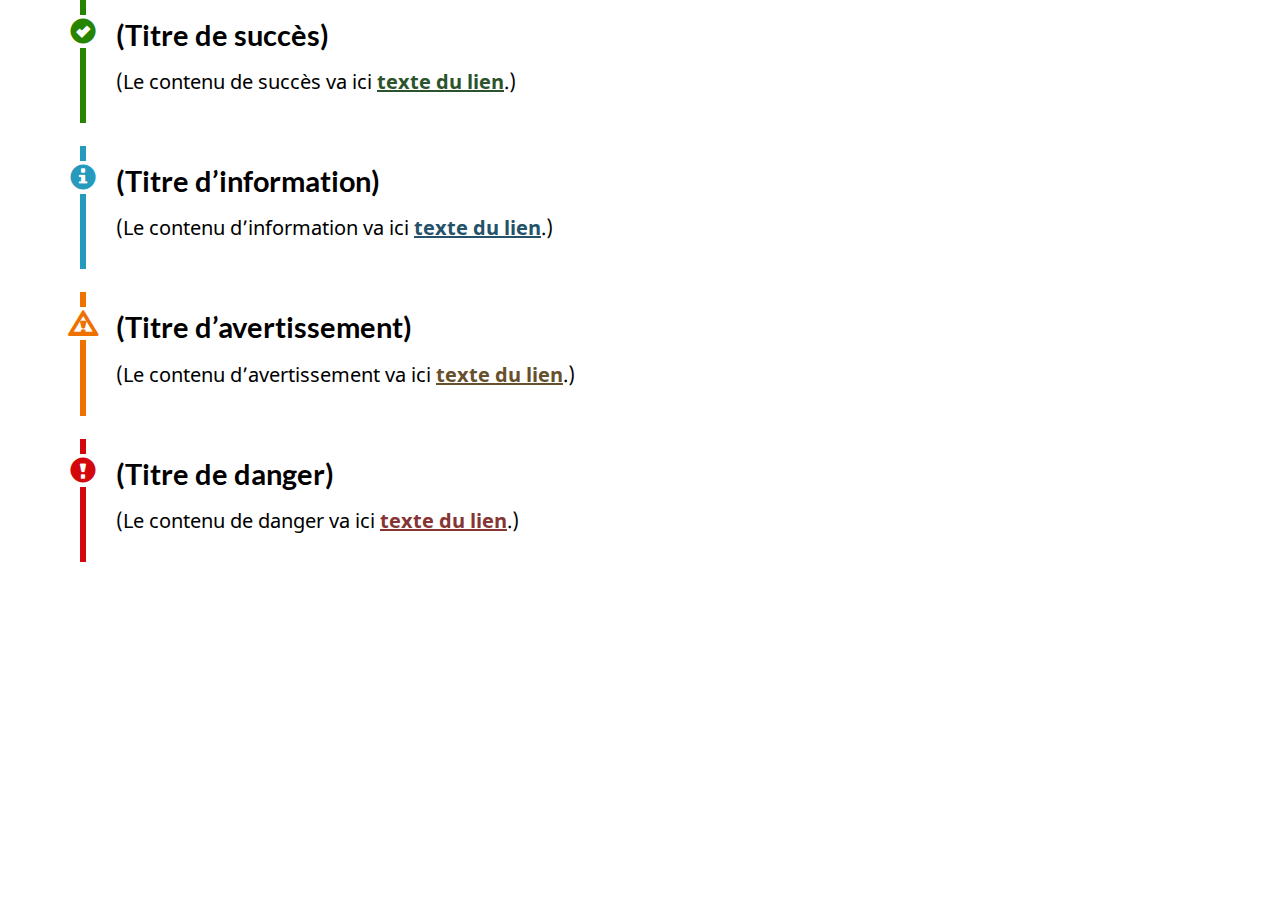 (Titre de succès)
(Le contenu de succès va ici texte du lien.)
(Titre d’information)
(Le contenu d’information va ici texte du lien.)
(Titre d’avertissement)
(Le contenu d’avertissement va ici texte du lien.)
(Titre de danger)
(Le contenu de danger va ici texte du lien.)